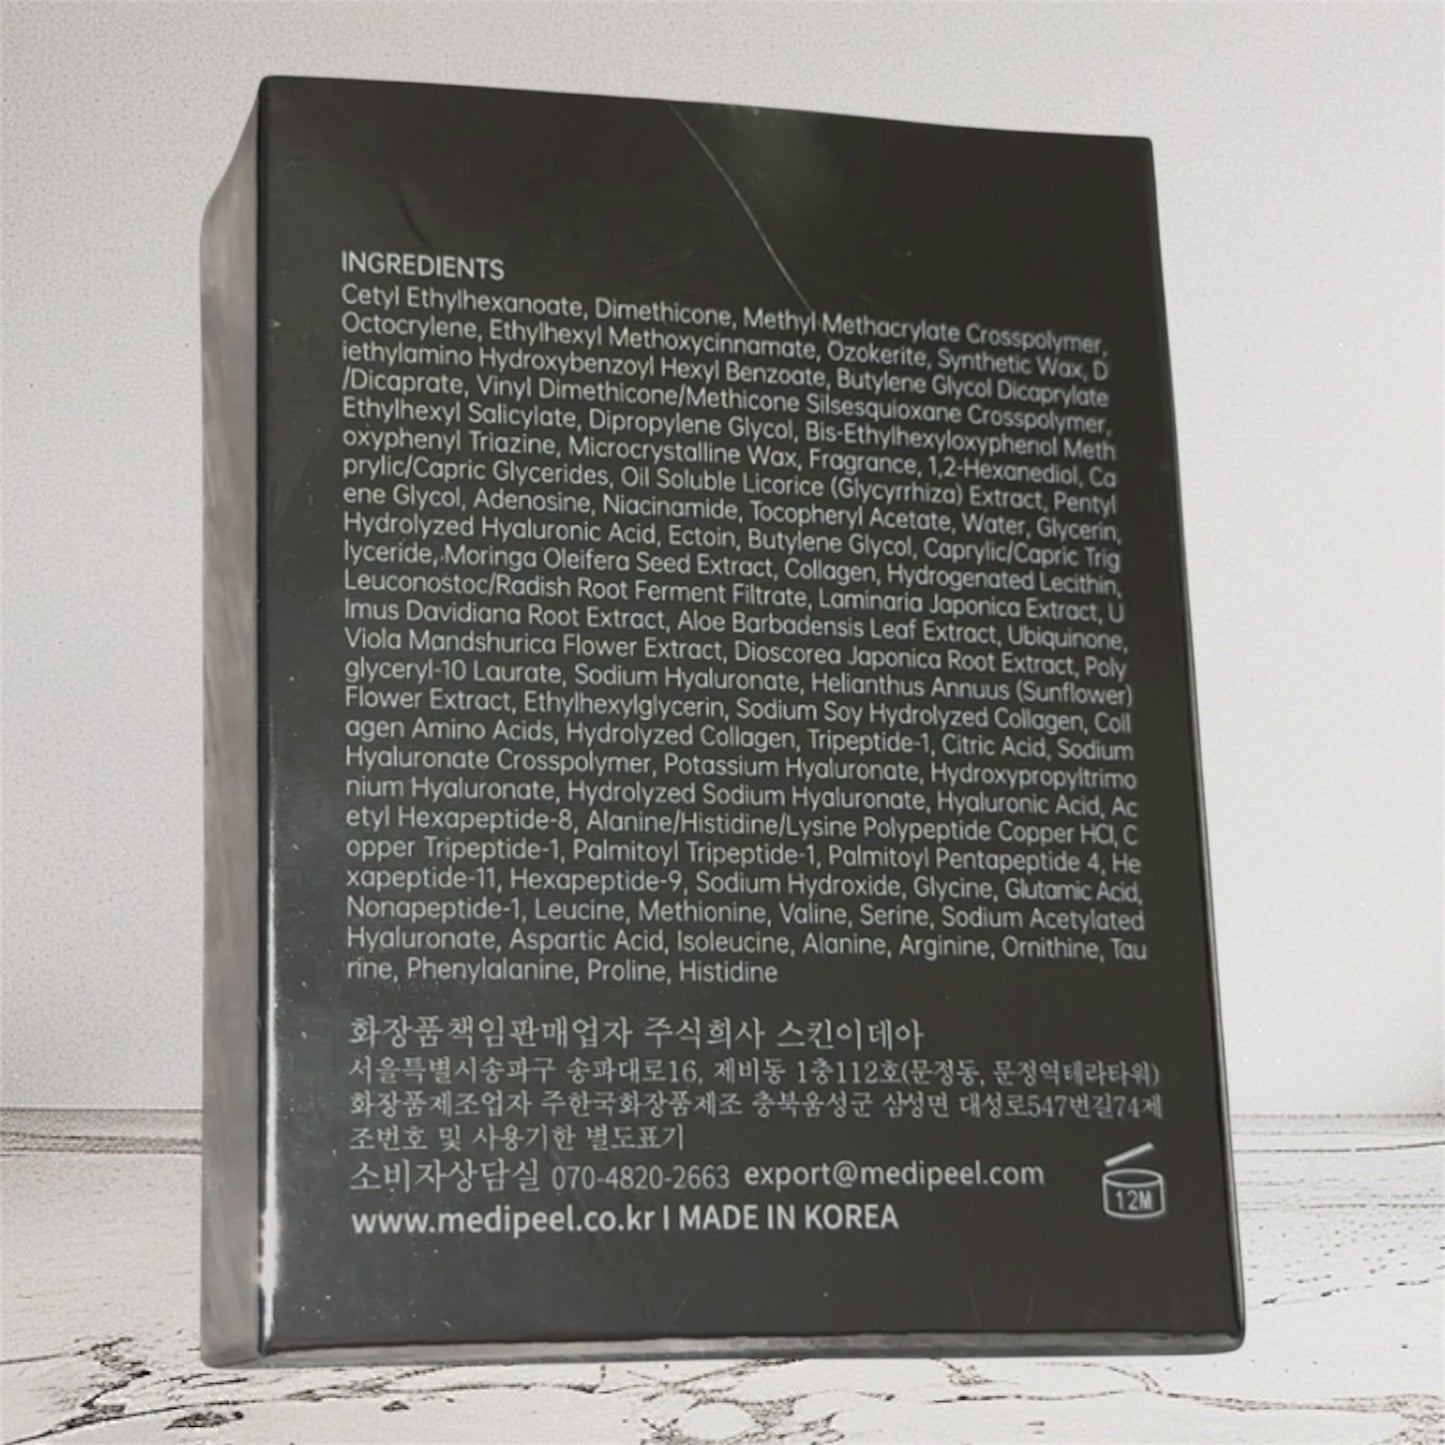 INGREDIENTS
Cetyl Ethylhexanoate, Dimethicone, Methyl Methacrylate Crosspolymer,
Octocrylene, Ethylhexyl Methoxycinnamate, Ozokerite, Synthetic Wax, D
iethylamino Hydroxybenzoyl Hexyl Benzoate, Butylene Glycol Dicaprylate
/Dicaprate, Vinyl Dimethicone/Methicone Silsesquioxane Crosspolymer,
Ethylhexyl Salicylate, Dipropylene Glycol, Bis-Ethylhexyloxyphenol Meth
oxyphenyl Triazine, Microcrystalline Wax, Fragrance, 1,2-Hexanediol, Ca
prylic/Capric Glycerides, Oil Soluble Licorice (Glycyrrhiza) Extract, Pentyl
ene Glycol, Adenosine, Niacinamide, Tocopheryl Acetate, Water, Glycerin,
Hydrolyzed Hyaluronic Acid, Ectoin, Butylene Glycol, Caprylic/Capric Trig
lyceride, Moringa Oleifera Seed Extract, Collagen, Hydrogenated Lecithin,
Leuconostoc/Radish Root Ferment Filtrate, Laminaria Japonica Extract, U
lmus Davidiana Root Extract, Aloe Barbadensis Leaf Extract, Ubiquinone,
Viola Mandshurica Flower Extract, Dioscorea Japonica Root Extract, Poly
glyceryl-10 Laurate, Sodium Hyaluronate, Helianthus Annuus (Sunflower)
Flower Extract, Ethylhexylglycerin, Sodium Soy Hydrolyzed Collagen, Coll
agen Amino Acids, Hydrolyzed Collagen, Tripeptide-1, Citric Acid, Sodium
Hyaluronate Crosspolymer, Potassium Hyaluronate, Hydroxypropyltrimo
nium Hyaluronate, Hydrolyzed Sodium Hyaluronate, Hyaluronic Acid, Ac
etyl Hexapeptide-8, Alanine/Histidine/Lysine Polypeptide Copper HCl, C
opper Tripeptide-1, Palmitoyl Tripeptide-1, Palmitoyl Pentapeptide 4, He
xapeptide-11, Hexapeptide-9, Sodium Hydroxide, Glycine, Glutamic Acid,
Nonapeptide-1, Leucine, Methionine, Valine, Serine, Sodium Acetylated
Hyaluronate, Aspartic Acid, Isoleucine, Alanine, Arginine, Ornithine, Tau
rine, Phenylalanine, Proline, Histidine
화장품책임판매업자 주식회사 스킨이데아
서울특별시송파구 송파대로16, 제비동 1층112호(문정동, 문정역테라타워)
화장품제조업자 주한국화장품제조 충북음성군 삼성면 대성로547번길74제
조번호 및 사용기한 별도표기
소비자상담실 070-4820-2663 export@medipeel.com
www.medipeel.co.kr I MADE IN KOREA
12M